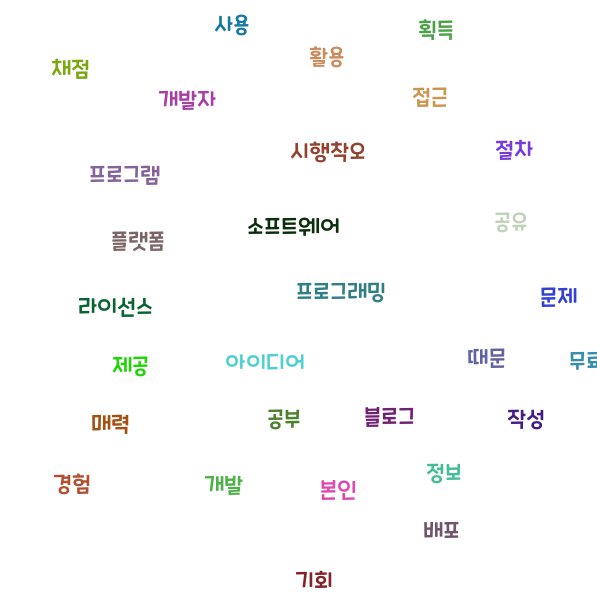 사용
획득
활용
채점
개발자
접근
시행착오
절차
프로그램
공유
소프트웨어
플랫폼
프로그래밍
문제
라이선스
때문
무료
아이디어
제공
블로그
공부
작성
매력
정보
경험
개발
본인
배포
기회